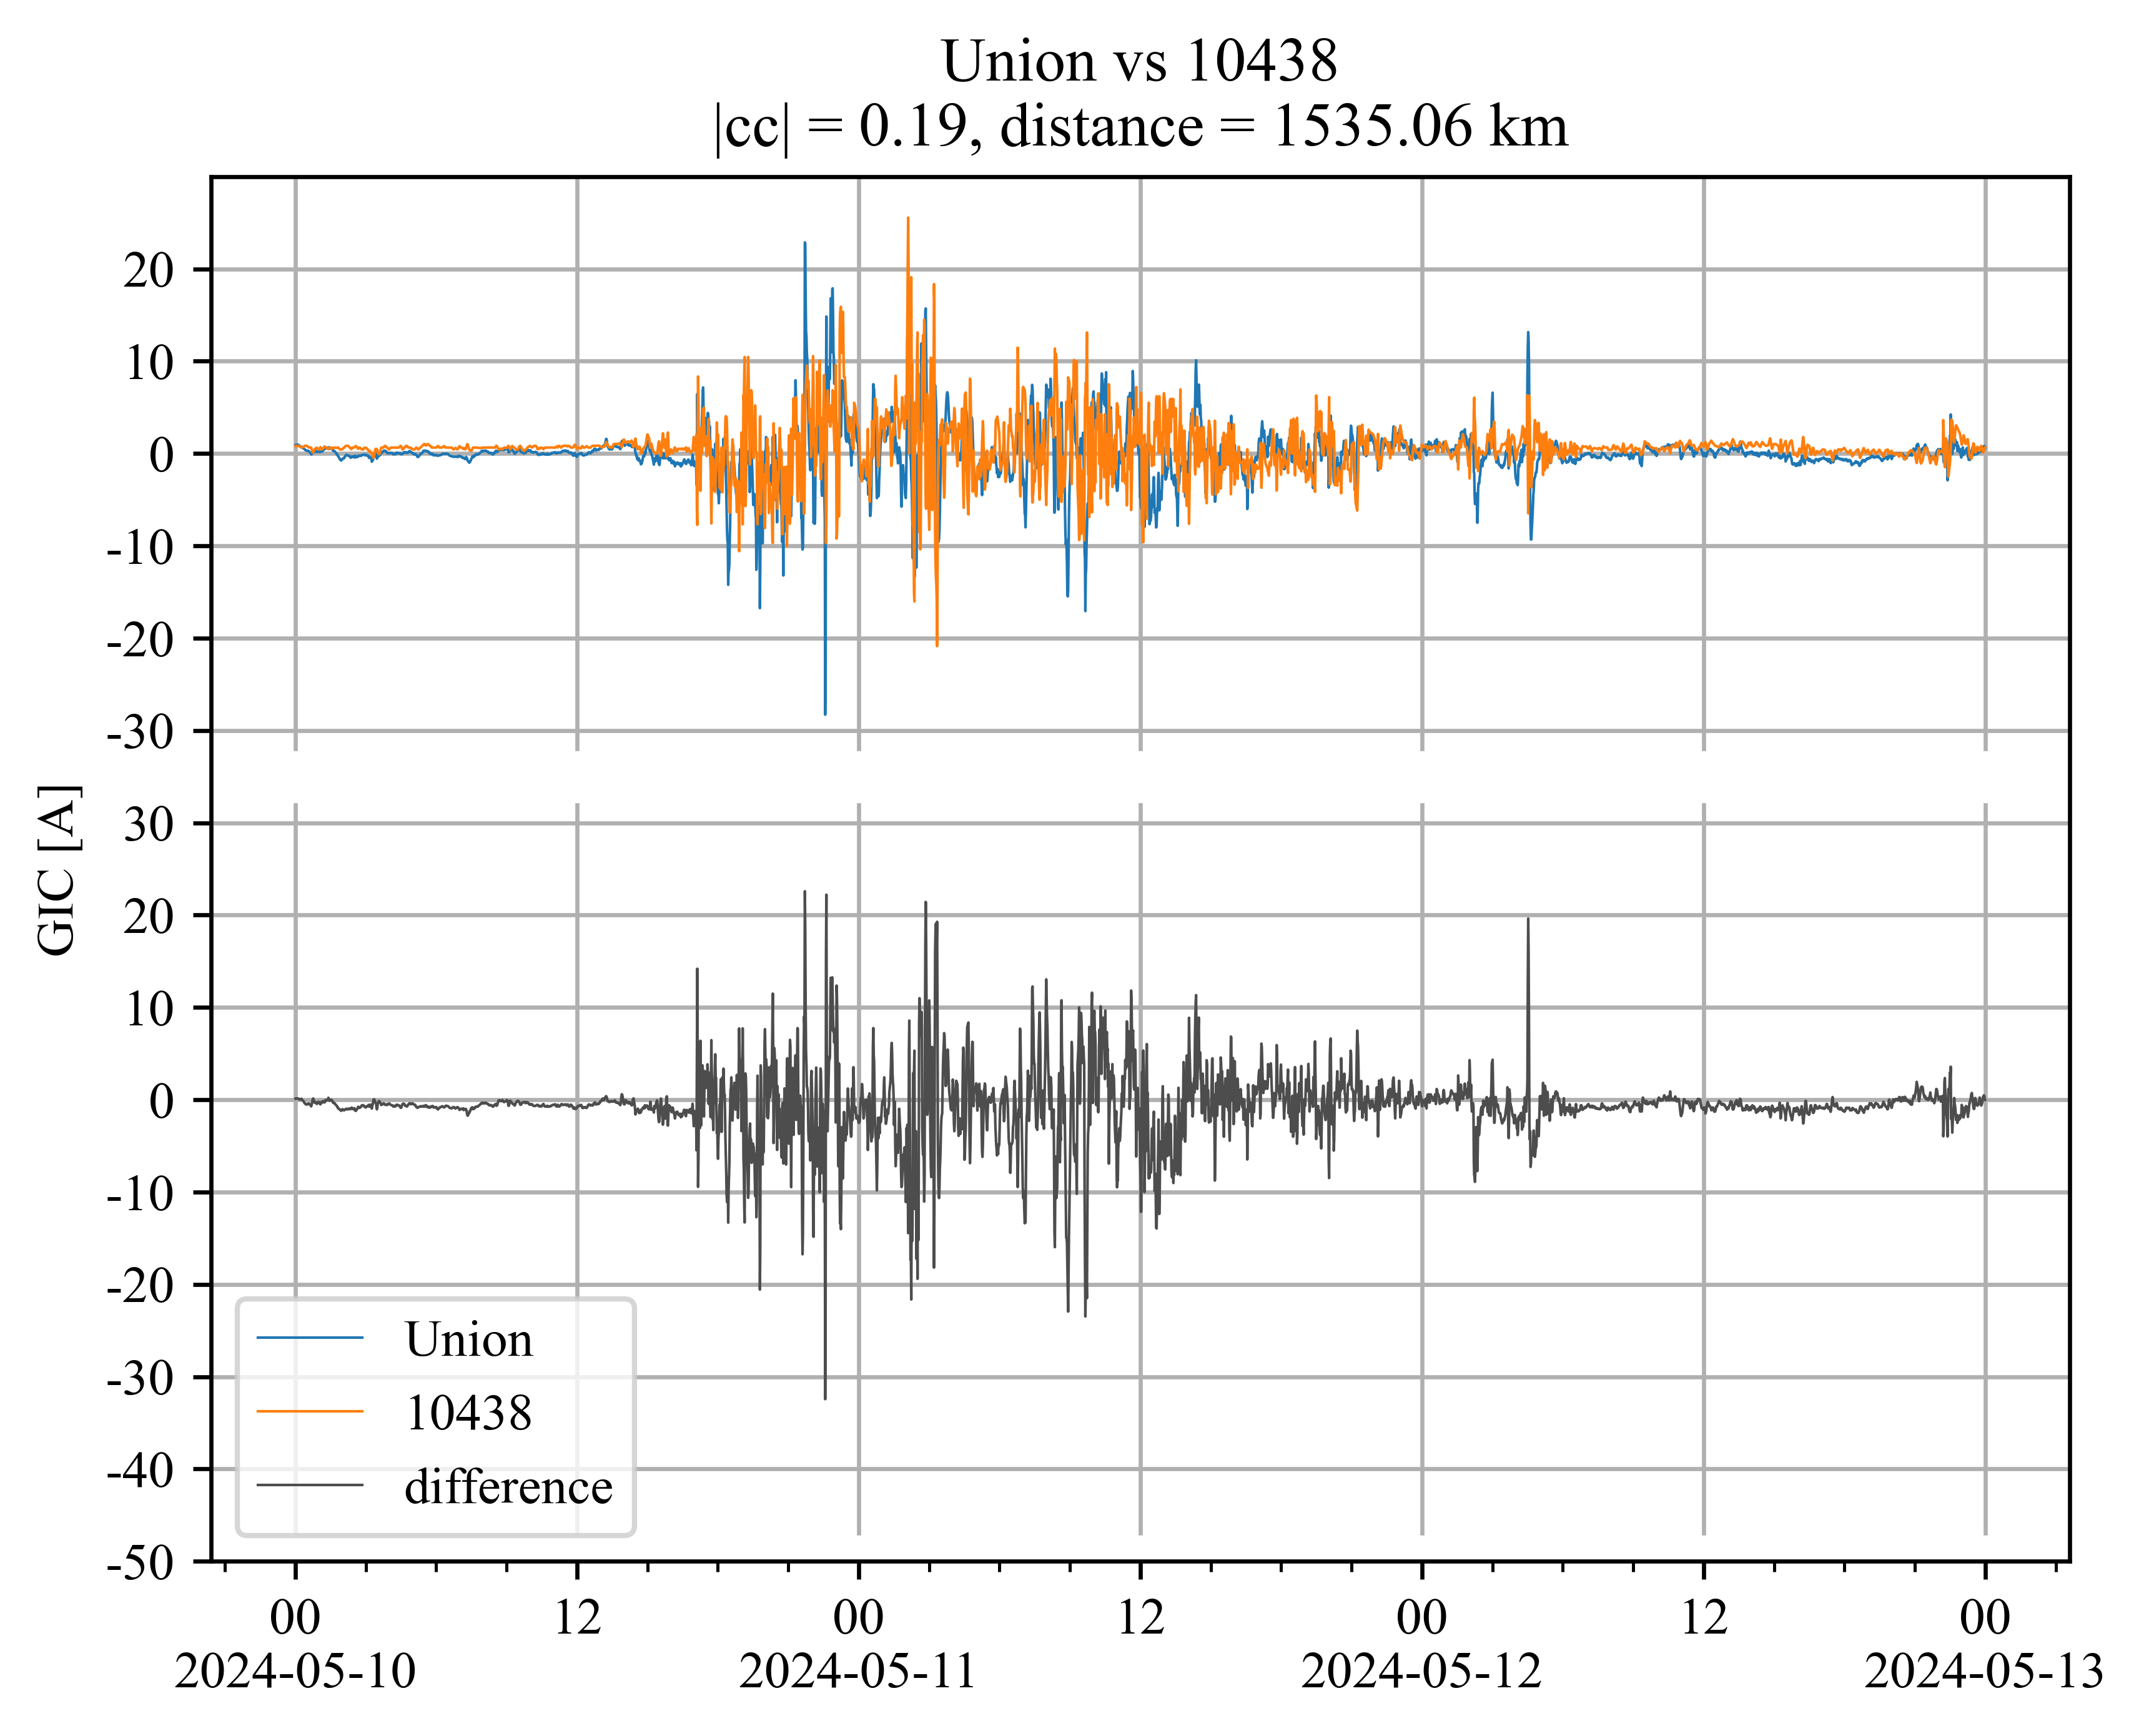 Union vs 10438
|cc| = 0.19, distance = 1535.06 km
GIC [A]
20
10
0
-10
-20
-30
30
20
10
0
-10
-20
-30
-40
-50
Union
10438
difference
00 12 00 12 00 12 00
2024-05-10 2024-05-11 2024-05-12 2024-05-13